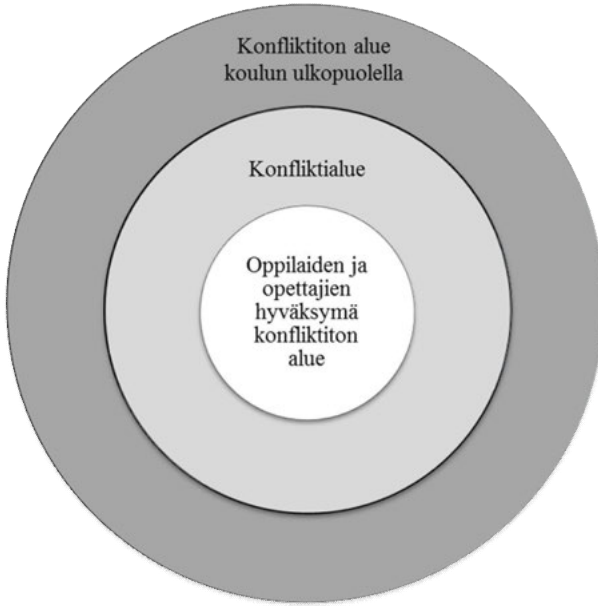 Konfliktiton alue
koulun ulkopuolella
Konfliktialue
Oppilaiden ja
opettajien
hyväksymä
konfliktiton
alue